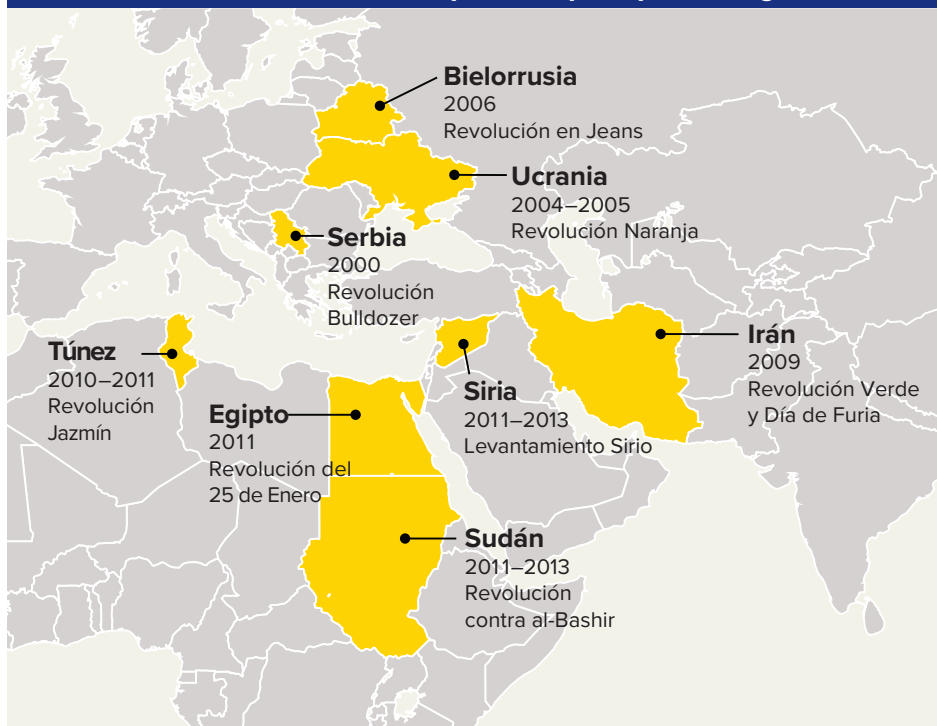 Bielorrusia
2006
Revolución en Jeans
Ucrania
2004–2005
Revolución Naranja
Serbia
2000
Revolución
Bulldozer
Túnez
2010–2011
Revolución
Jazmín
Egipto
2011
Revolución del
25 de Enero
Siria
2011–2013
Levantamiento Sirio
Irán
2009
Revolución Verde
y Día de Furia
Sudán
2011–2013
Revolución
contra al-Bashir